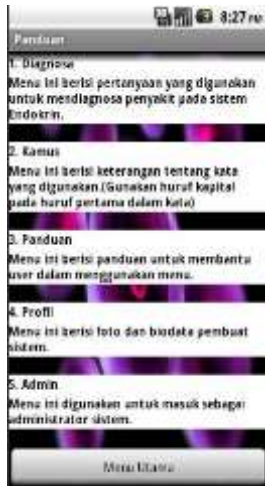 8:27 PM
Panduan
1. Diagnosa
Menu ini berisi pertanyaan yang digunakan
untuk mendiagnosa penyakit pada sistem
Endokrin.
2. Kamus
Menu ini berisi keterangan tentang kata
yang digunakan.(Gunakan huruf kapital
pada huruf pertama dalam kata)
3. Panduan
Menu ini berisi panduan untuk membantu
user dalam menggunakan menu.
4. Profil
Menu ini berisi foto dan biodata pembuat
sistem.
5. Admin
Menu ini digunakan untuk masuk sebagai
administrator sistem.
Menu Utama